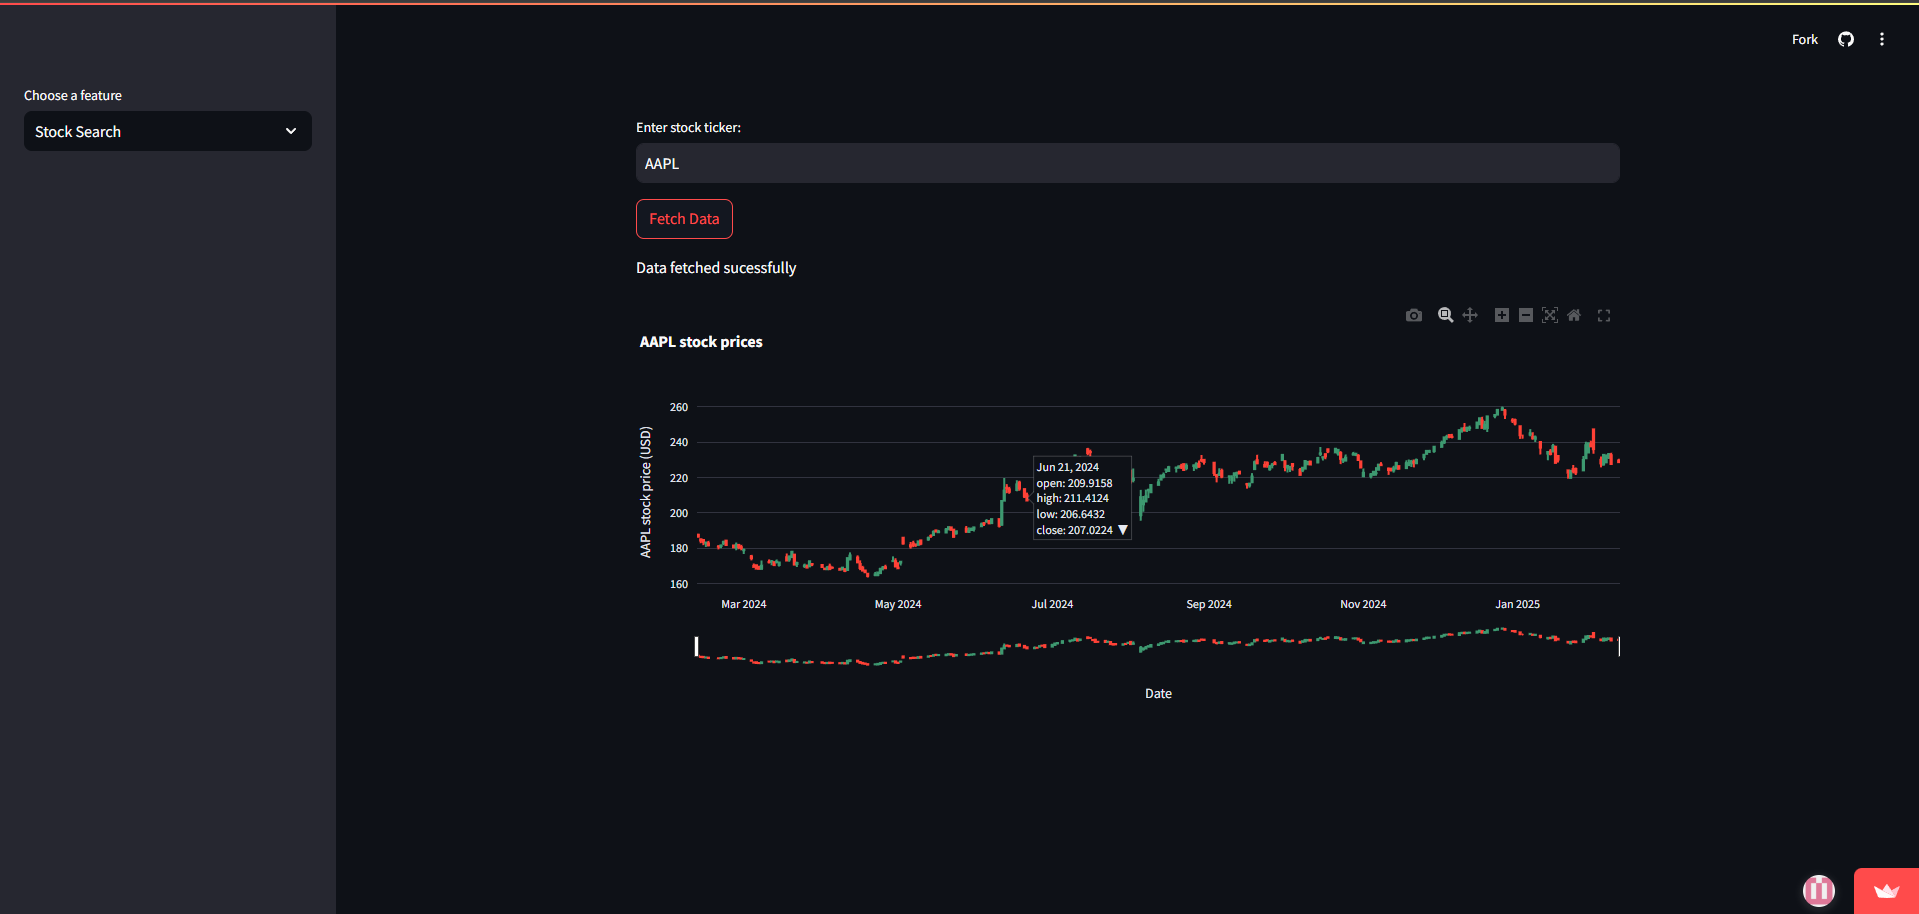 Fork
Choose a feature
Stock Search
Enter stock ticker:
AAPL
Fetch Data
Data fetched sucessfully
AAPL stock prices
AAPL stock price (USD)
260
240
220
200
180
160
Jun 21, 2024
open: 209.9158
high: 211.4124
low: 206.6432
close: 207.0224 ▼
Mar 2024
May 2024
Jul 2024
Sep 2024
Nov 2024
Jan 2025
Date